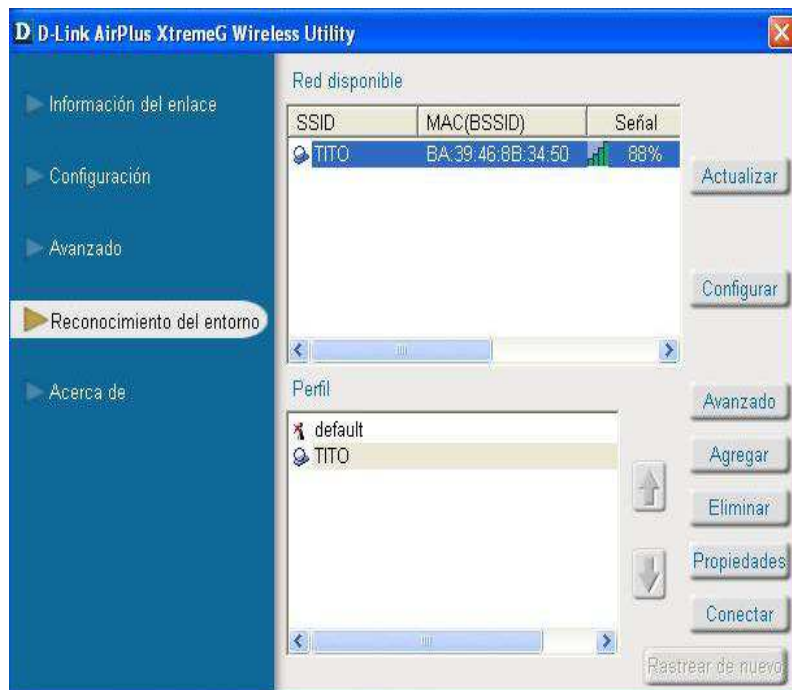 D D-Link AirPlus XtremeG Wireless Utility
Información del enlace
Configuración
Avanzado
Reconocimiento del entorno
Acerca de
Red disponible
SSID MAC(BSSID) Señal
TITO BA:39:46:8B:34:50 88%
Actualizar
Configurar
Perfil
default
TITO
Avanzado
Agregar
Eliminar
Propiedades
Conectar
Rastrear de nuevo